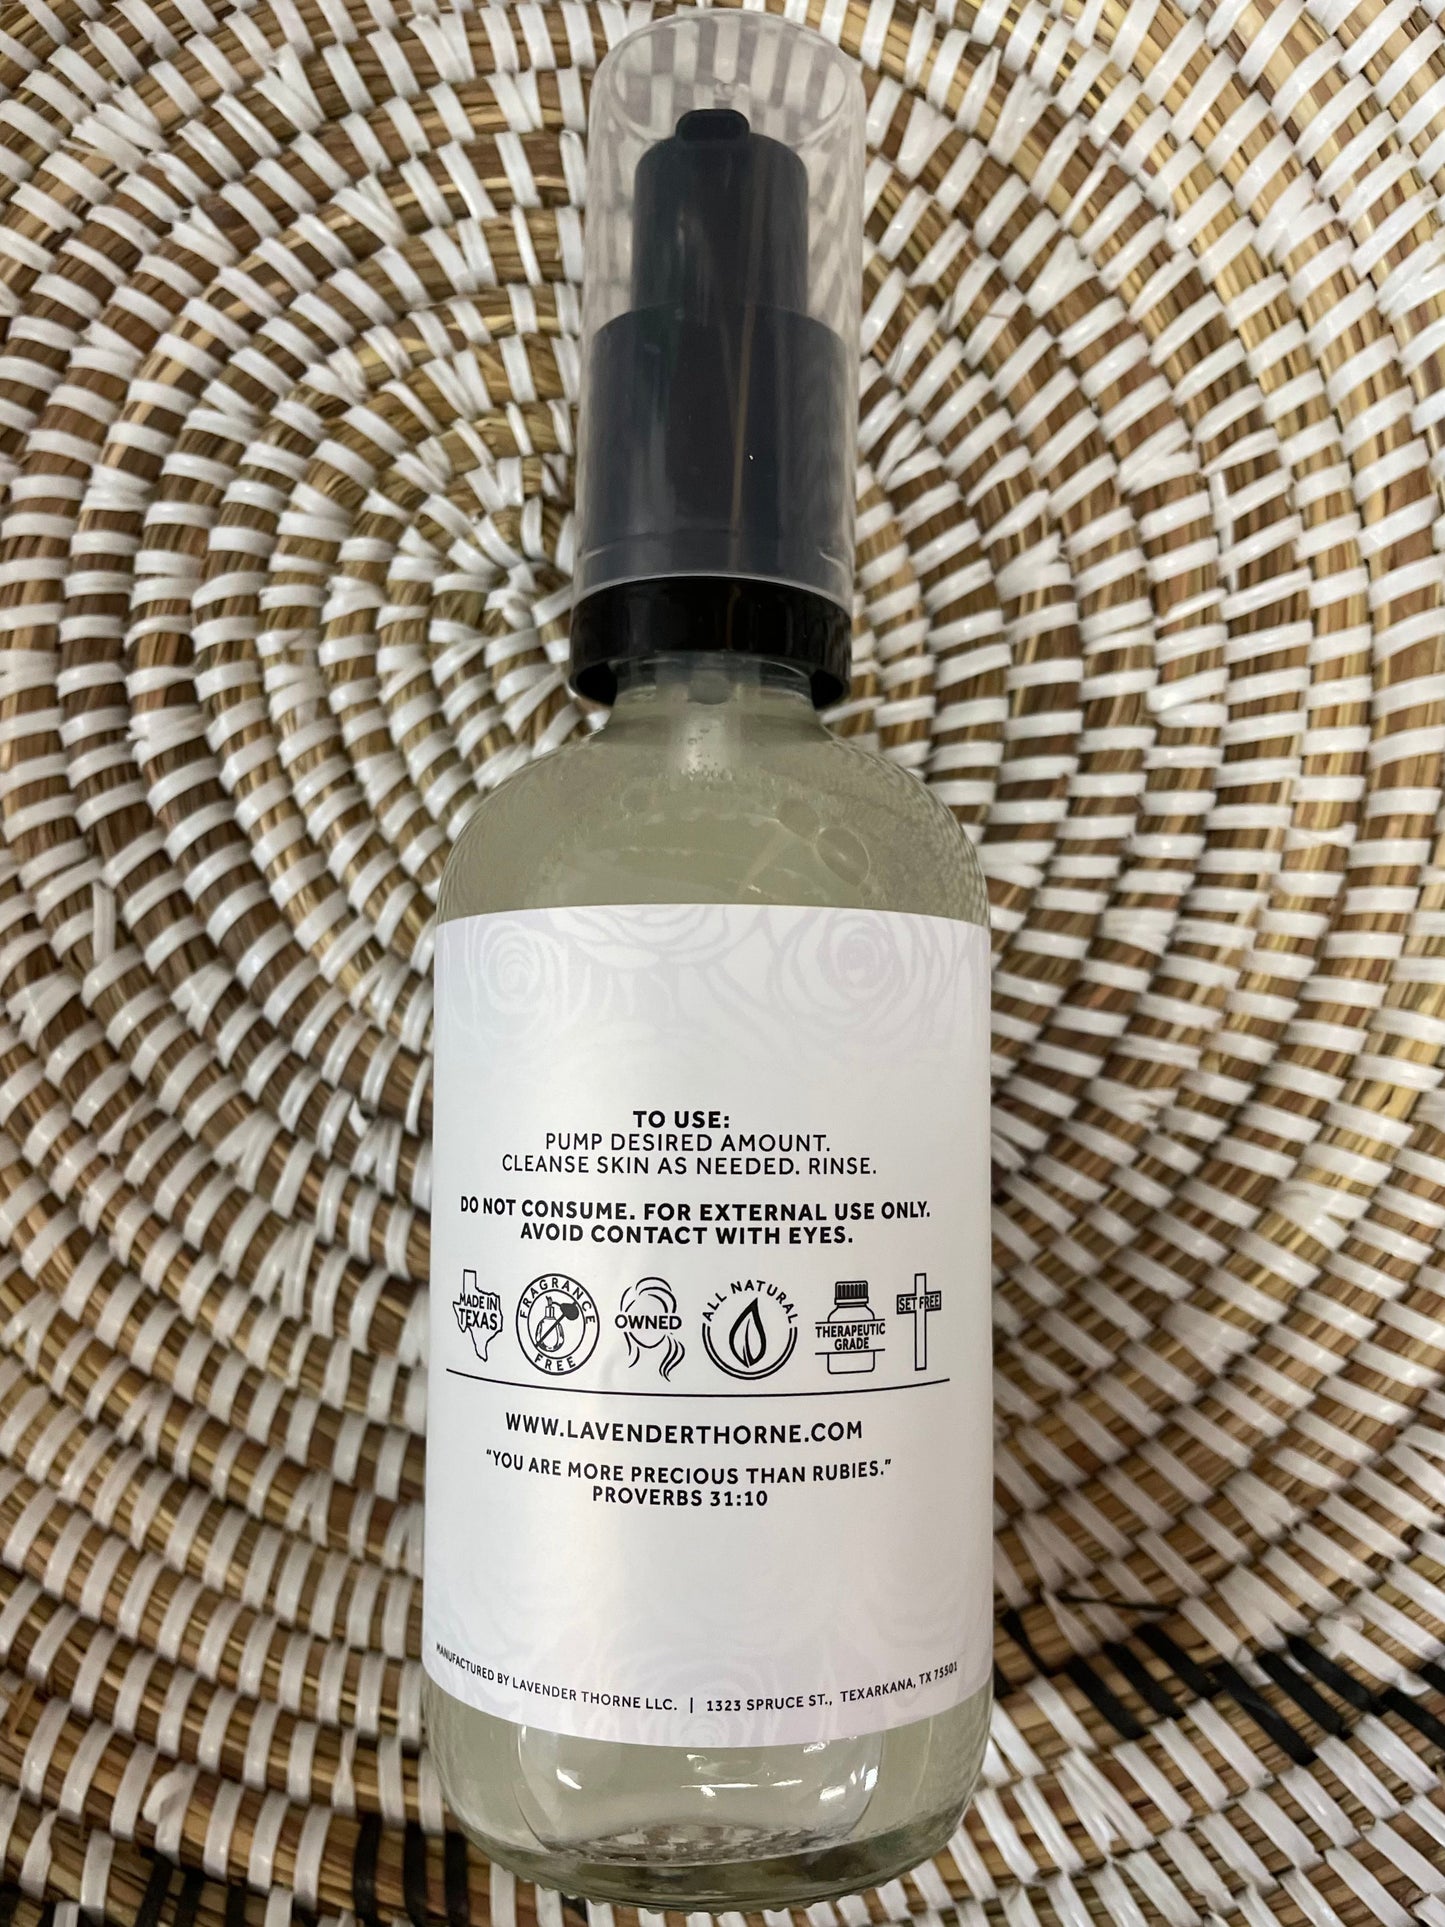 TO USE:
PUMP DESIRED AMOUNT.
CLEANSE SKIN AS NEEDED. RINSE.
DO NOT CONSUME. FOR EXTERNAL USE ONLY.
AVOID CONTACT WITH EYES.
MADE IN
TEXAS
FRAGRANCE
FREE
OWNED
ALL NATURAL
THERAPEUTIC
GRADE
SET FREE
WWW.LAVENDERTHORNE.COM
"YOU ARE MORE PRECIOUS THAN RUBIES."
PROVERBS 31:10
MANUFACTURED BY LAVENDER THORNE LLC. | 1323 SPRUCE ST., TEXARKANA, TX 75501